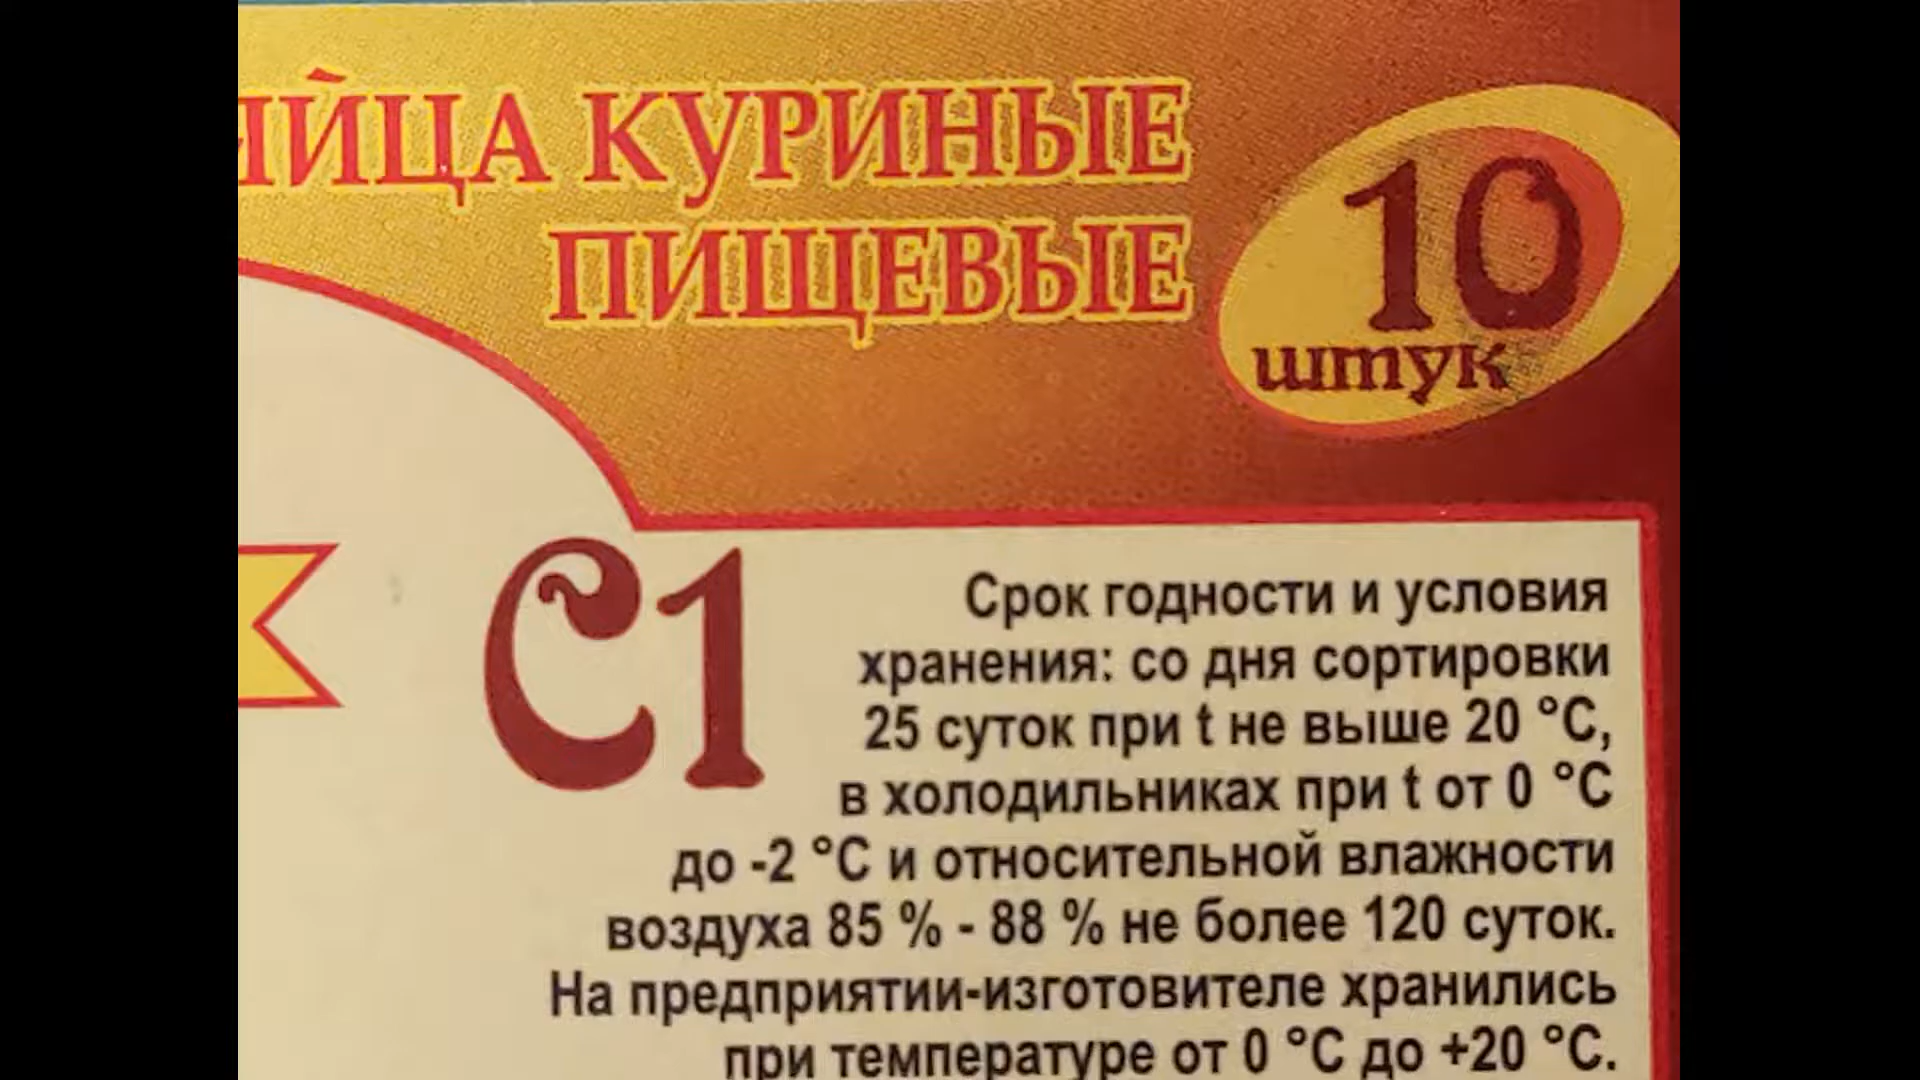 ЯЙЦА КУРИНЫЕ
ПИЩЕВЫЕ
10
штук
С1
Срок годности и условия
хранения: со дня сортировки
25 суток при t не выше 20 °C,
в холодильниках при t от 0 °C
до -2 °C и относительной влажности
воздуха 85 % - 88 % не более 120 суток.
На предприятии-изготовителе хранились
при температуре от 0 °C до +20 °C.